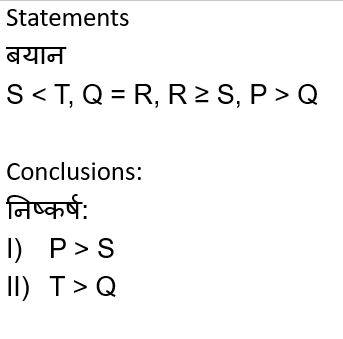 Statements
बयान
S < T, Q = R, R ≥ S, P > Q
Conclusions:
निष्कर्ष:
I) P > S
II) T > Q